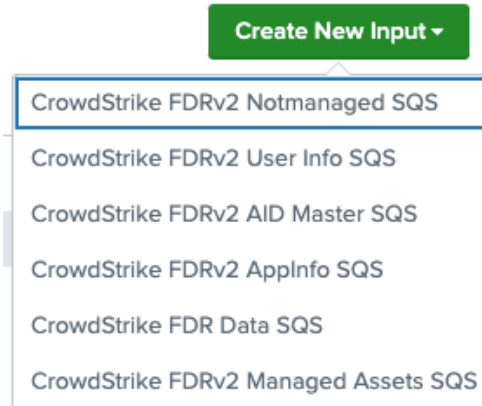 Create New Input
CrowdStrike FDRv2 Notmanaged SQS
CrowdStrike FDRv2 User Info SQS
CrowdStrike FDRv2 AID Master SQS
CrowdStrike FDRv2 AppInfo SQS
CrowdStrike FDR Data SQS
CrowdStrike FDRv2 Managed Assets SQS